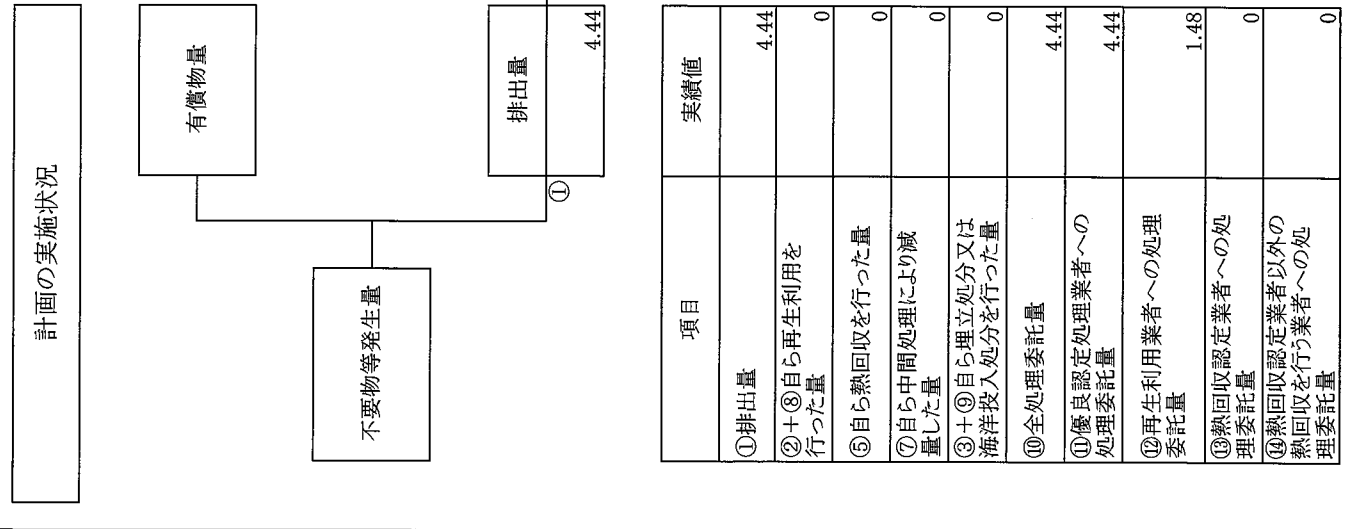 計画の実施状況
不要物等発生量
有償物量
①
排出量
4.44
項目
実績値
①排出量
4.44
②+⑧自ら再生利用を
行った量
0
⑤自ら熱回収を行った量
0
⑦自ら中間処理により減
量した量
0
③+⑨自ら埋立処分又は
海洋投入処分を行った量
0
⑩全処理委託量
4.44
⑪優良認定処理業者への
処理委託量
4.44
⑫再生利用業者への処理
委託量
1.48
⑬熱回収認定業者への処
理委託量
0
⑭熱回収認定業者以外の
熱回収を行う業者への処
理委託量
0